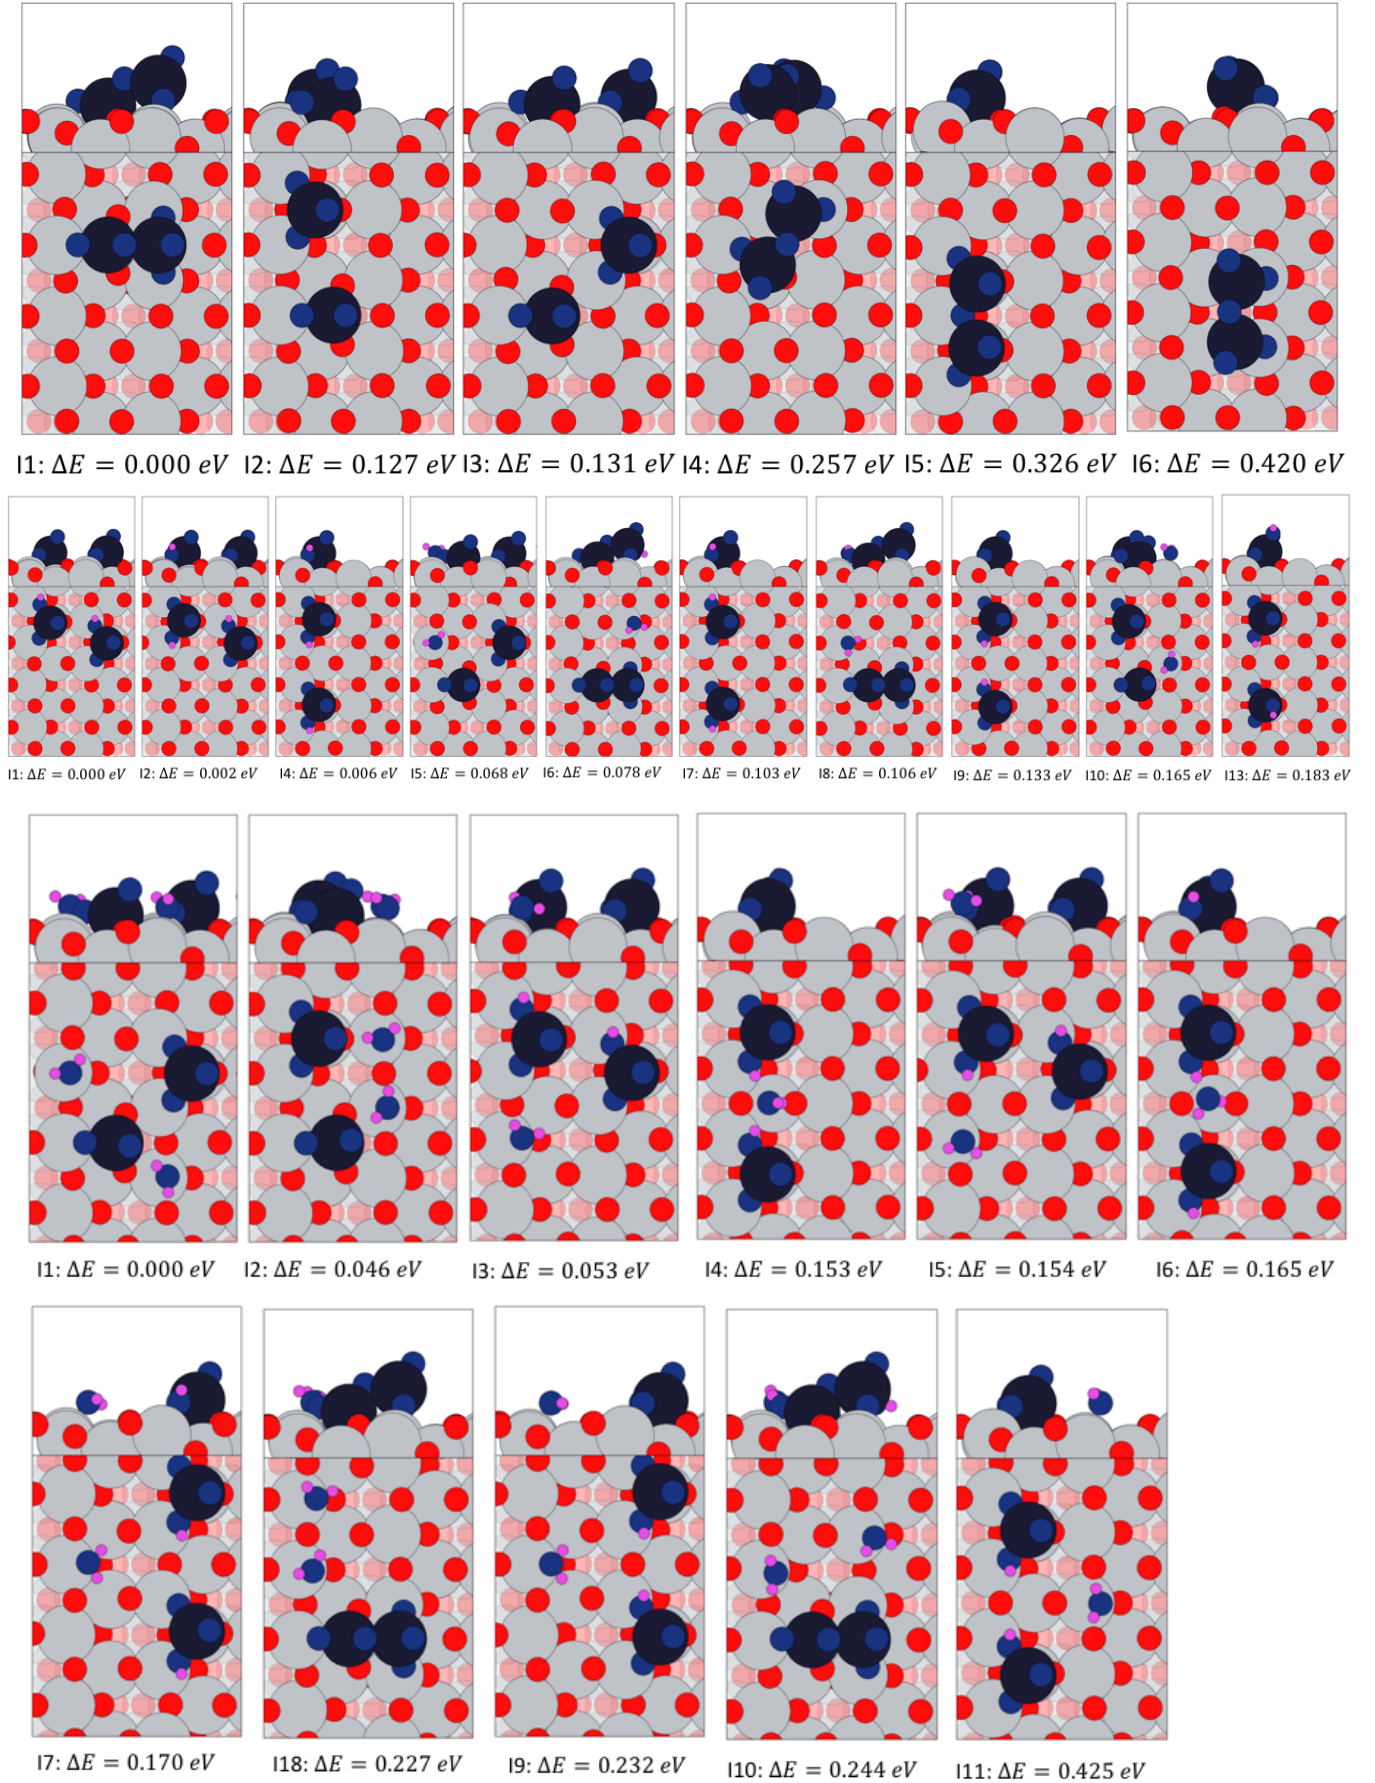 I1: ΔE = 0.000 eV I2: ΔE = 0.127 eV I3: ΔE = 0.131 eV I4: ΔE = 0.257 eV I5: ΔE = 0.326 eV I6: ΔE = 0.420 eV
I1: ΔE = 0.000 eV I2: ΔE = 0.002 eV I4: ΔE = 0.006 eV I5: ΔE = 0.068 eV I6: ΔE = 0.078 eV I7: ΔE = 0.103 eV I8: ΔE = 0.106 eV I9: ΔE = 0.133 eV I10: ΔE = 0.165 eV I13: ΔE = 0.183 eV
I1: ΔE = 0.000 eV I2: ΔE = 0.046 eV I3: ΔE = 0.053 eV I4: ΔE = 0.153 eV I5: ΔE = 0.154 eV I6: ΔE = 0.165 eV
I7: ΔE = 0.170 eV I18: ΔE = 0.227 eV I9: ΔE = 0.232 eV I10: ΔE = 0.244 eV I11: ΔE = 0.425 eV